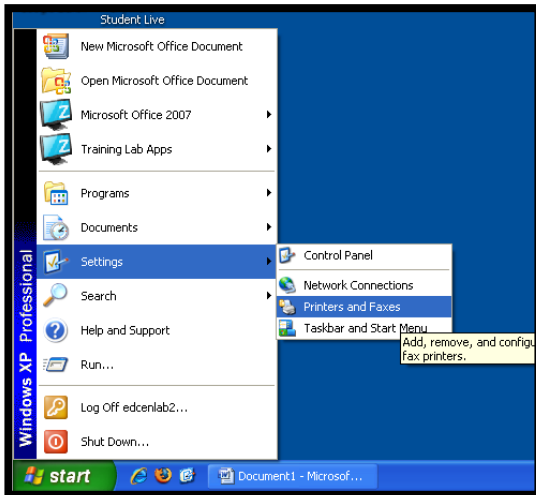 Student Live
New Microsoft Office Document
Open Microsoft Office Document
Microsoft Office 2007
Training Lab Apps
Programs
Documents
Settings
Search
Help and Support
Run...
Log Off edcenlab2...
Shut Down...
Windows XP Professional
Control Panel
Network Connections
Printers and Faxes
Taskbar and Start Menu
Add, remove, and configu
fax printers.
start
Document1 - Microsof...